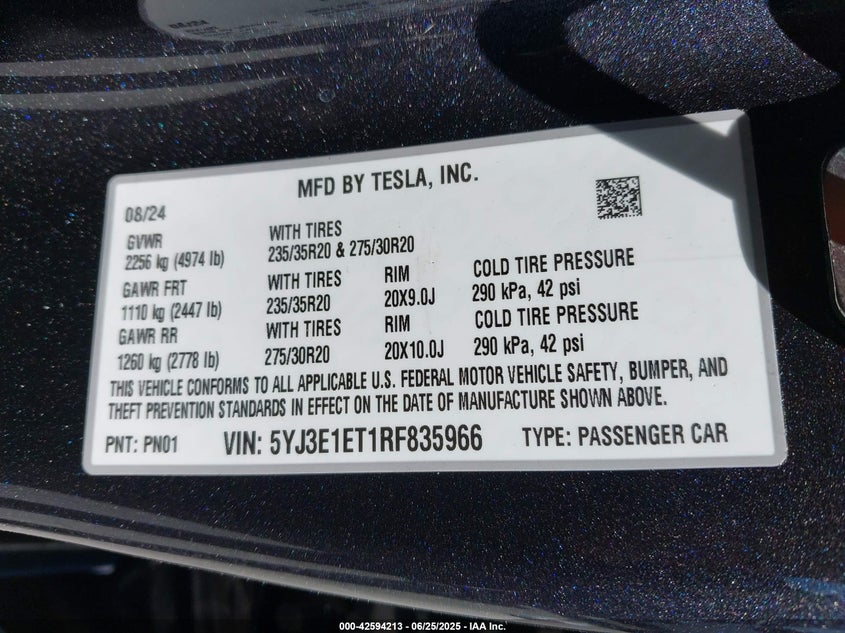 MFD BY TESLA, INC.
08/24
GVWR
2256 kg (4974 lb)
WITH TIRES
235/35R20 & 275/30R20
GAWR FRT
1110 kg (2447 lb)
WITH TIRES
235/35R20
RIM
20X9.0J
COLD TIRE PRESSURE
290 kPa, 42 psi
GAWR RR
1260 kg (2778 lb)
WITH TIRES
275/30R20
RIM
20X10.0J
COLD TIRE PRESSURE
290 kPa, 42 psi
THIS VEHICLE CONFORMS TO ALL APPLICABLE U.S. FEDERAL MOTOR VEHICLE SAFETY, BUMPER, AND
THEFT PREVENTION STANDARDS IN EFFECT ON THE DATE OF MANUFACTURE SHOWN ABOVE.
PNT: PN01 VIN: 5YJ3E1ET1RF835966 TYPE: PASSENGER CAR
000-42594213 - 06/25/2025 - IAA Inc.